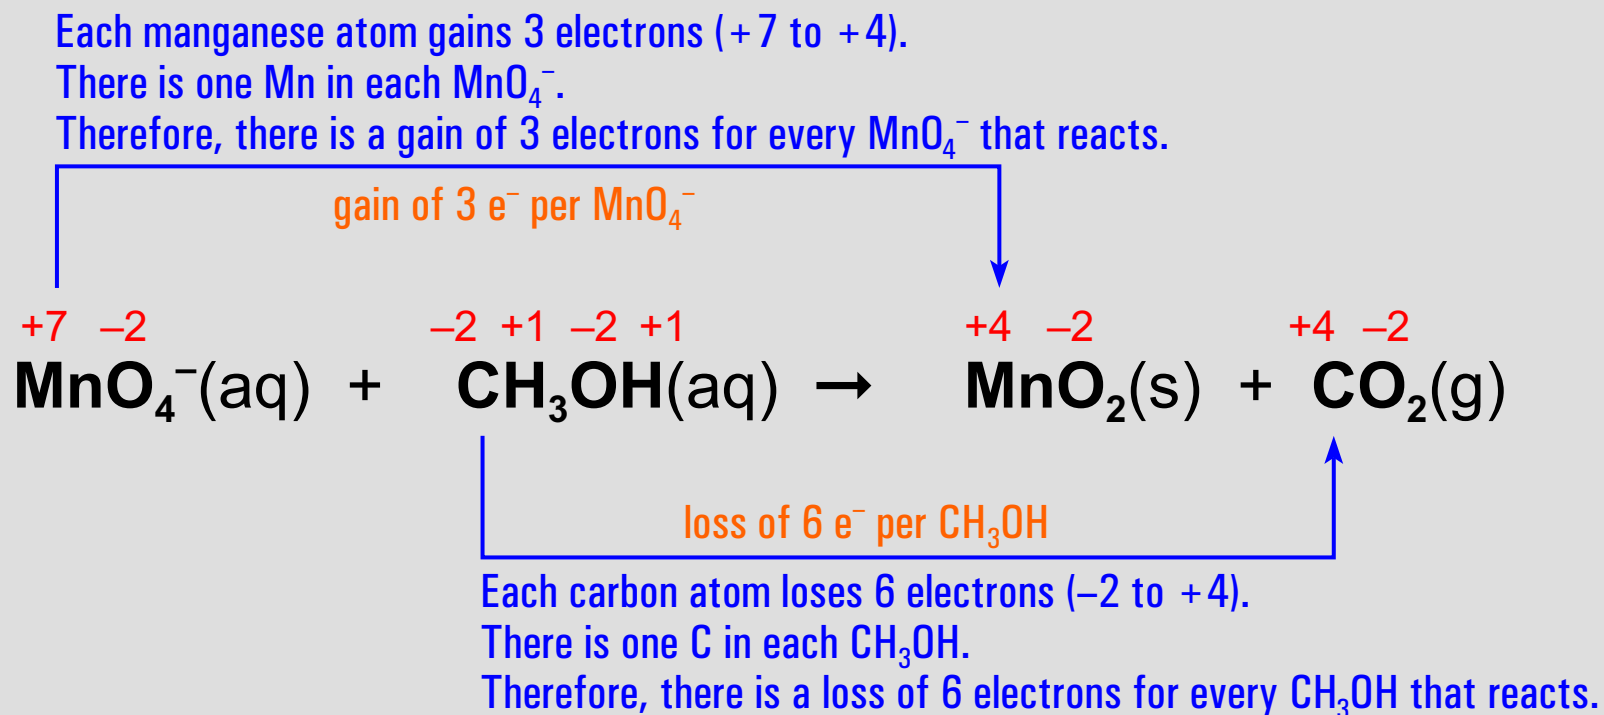 Each manganese atom gains 3 electrons (+7 to +4).
There is one Mn in each MnO₄⁻.
Therefore, there is a gain of 3 electrons for every MnO₄⁻ that reacts.
gain of 3 e⁻ per MnO₄⁻
+7 –2 –2 +1 –2 +1 +4 –2 +4 –2
MnO₄⁻(aq) + CH₃OH(aq) → MnO₂(s) + CO₂(g)
loss of 6 e⁻ per CH₃OH
Each carbon atom loses 6 electrons (–2 to +4).
There is one C in each CH₃OH.
Therefore, there is a loss of 6 electrons for every CH₃OH that reacts.